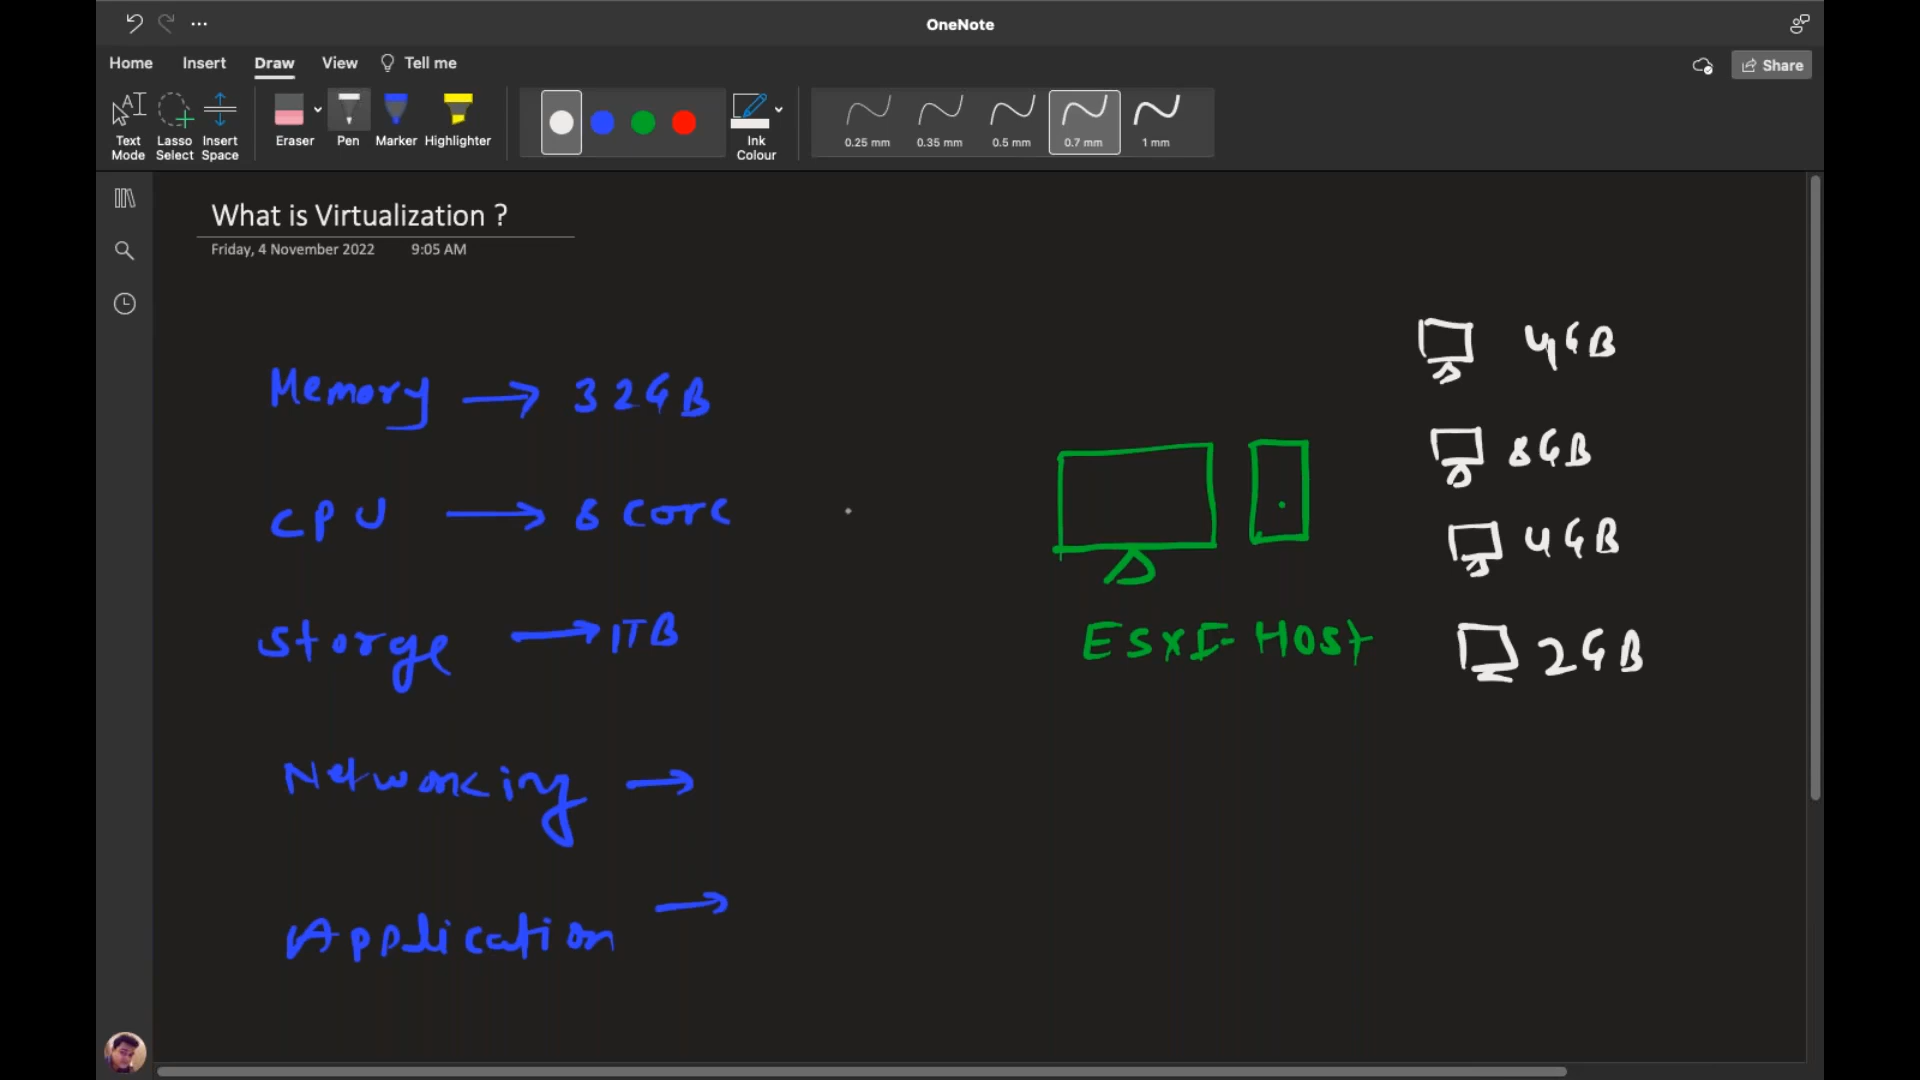 OneNote
Home Insert Draw View Tell me
Share
Text Mode
Lasso Select
Insert Space
Eraser
Pen
Marker
Highlighter
Ink Colour
0.25 mm
0.35 mm
0.5 mm
0.7 mm
1 mm
What is Virtualization ?
Friday, 4 November 2022 9:05 AM
Memory → 32GB
CPU → 8 Core
Storge → 1TB
Networking →
Application →
ESXI- HOSt
4GB
8GB
4GB
2GB